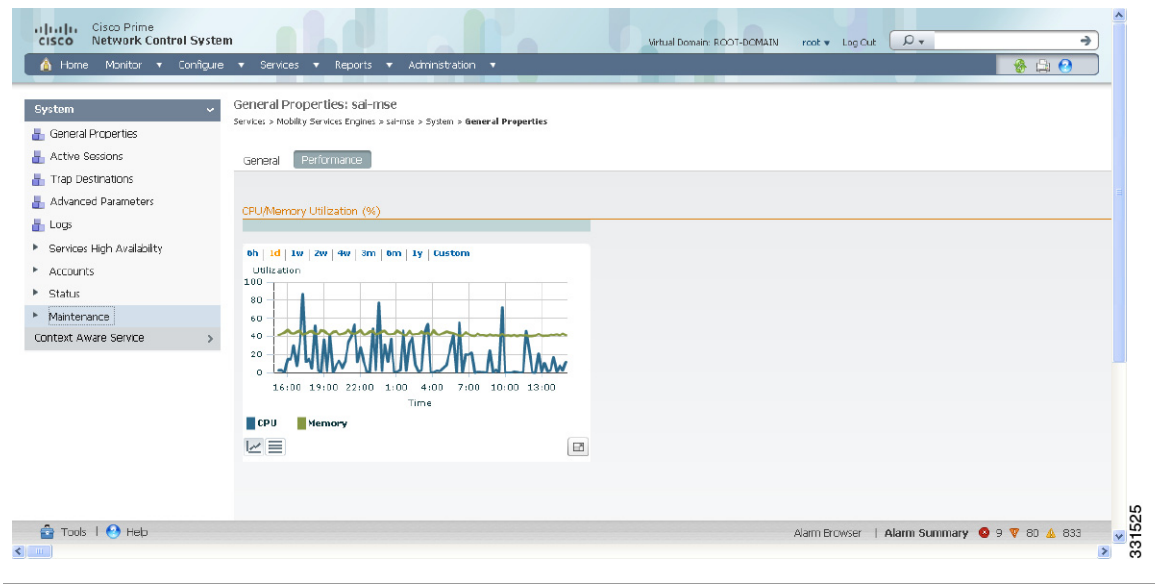 Cisco Prime
CISCO Network Control System
Virtual Domain: ROOT-DOMAIN root Log Out
Home Monitor Configure Services Reports Administration
System
General Properties
Active Sessions
Trap Destinations
Advanced Parameters
Logs
Services High Availability
Accounts
Status
Maintenance
Context Aware Service
General Properties: sal-mse
Services > Mobility Services Engines > sal-mse > System > General Properties
General Performance
CPU/Memory Utilization (%)
6h | 1d | 1w | 2w | 4w | 3m | 6m | 1y | Custom
Utilization
100
80
60
40
20
0
16:00 19:00 22:00 1:00 4:00 7:00 10:00 13:00
Time
CPU Memory
Tools | Help
Alarm Browser | Alarm Summary 9 80 833
331525